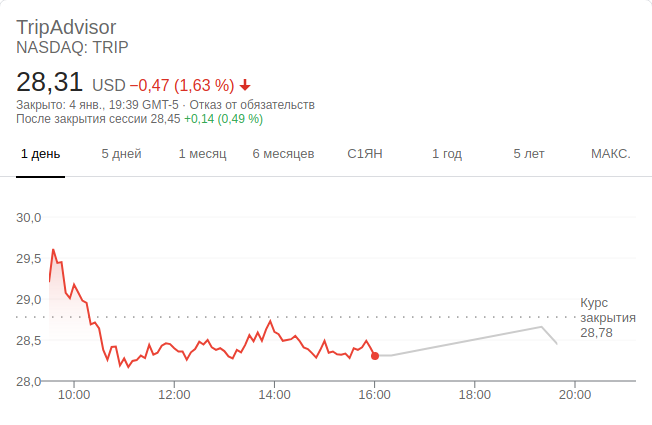 TripAdvisor
NASDAQ: TRIP
28,31 USD −0,47 (1,63 %)
Закрыто: 4 янв., 19:39 GMT-5 · Отказ от обязательств
После закрытия сессии 28,45 +0,14 (0,49 %)
1 день 5 дней 1 месяц 6 месяцев С1ЯН 1 год 5 лет МАКС.
30,0
29,5
29,0
Курс
закрытия
28,78
28,5
28,0
10:00 12:00 14:00 16:00 18:00 20:00